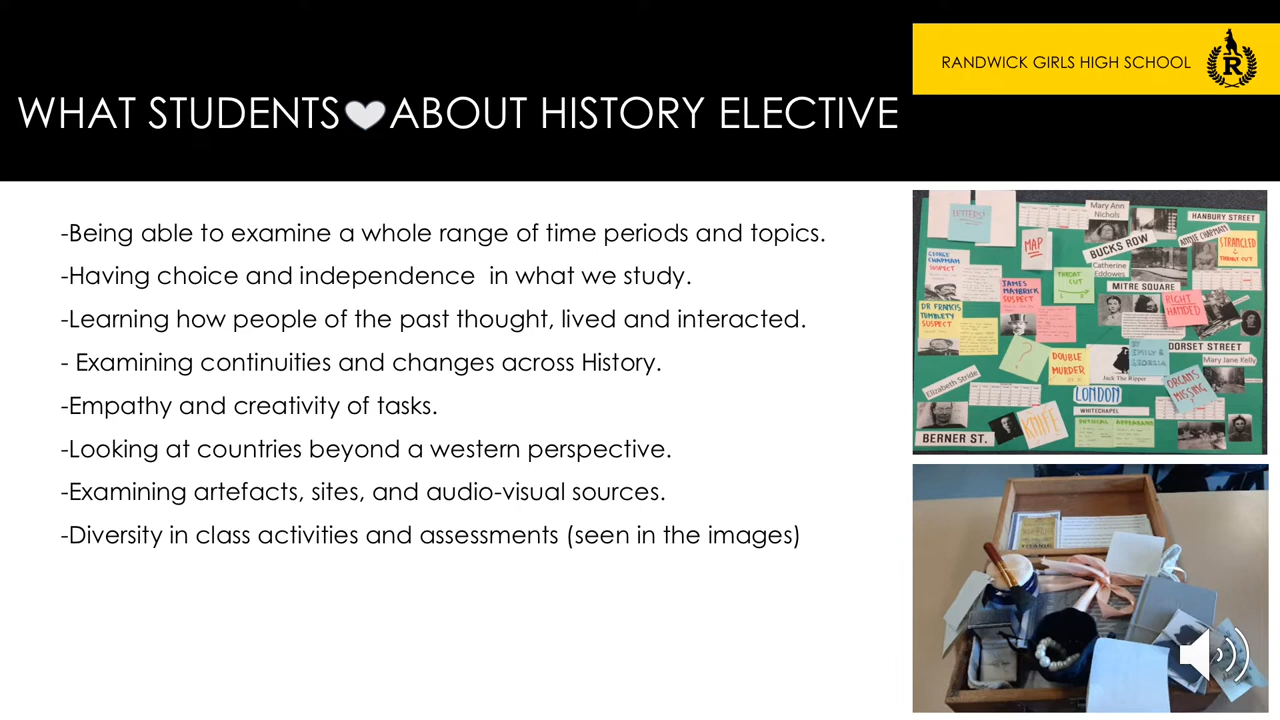 RANDWICK GIRLS HIGH SCHOOL
R
WHAT STUDENTS ABOUT HISTORY ELECTIVE
-Being able to examine a whole range of time periods and topics.
-Having choice and independence  in what we study.
-Learning how people of the past thought, lived and interacted.
- Examining continuities and changes across History.
-Empathy and creativity of tasks.
-Looking at countries beyond a western perspective.
-Examining artefacts, sites, and audio-visual sources.
-Diversity in class activities and assessments (seen in the images)
LETTERS!
Mary Ann
Nichols
HANBURY STREET
MAP
BUCKS ROW
ANNIE CHAPMAN
STRANGLED
THROAT CUT
GEORGE
CHAPMAN
SUSPECT
Catherine
Eddowes
THROAT
CUT
L R
JAMES
MAYBRICK
SUSPECT
MITRE SQUARE
RIGHT
HANDED
DR FRANCIS
TUMBLETY
SUSPECT
?
DOUBLE
MURDER
BY
EMILY &
GEORGIA
DORSET STREET
Mary Jane Kelly
Jack The Ripper
ORGANS
MISSING
Elizabeth Stride
LONDON
WHITECHAPEL
KNIFE
PHYSICAL APPEARANCE
BERNER ST.